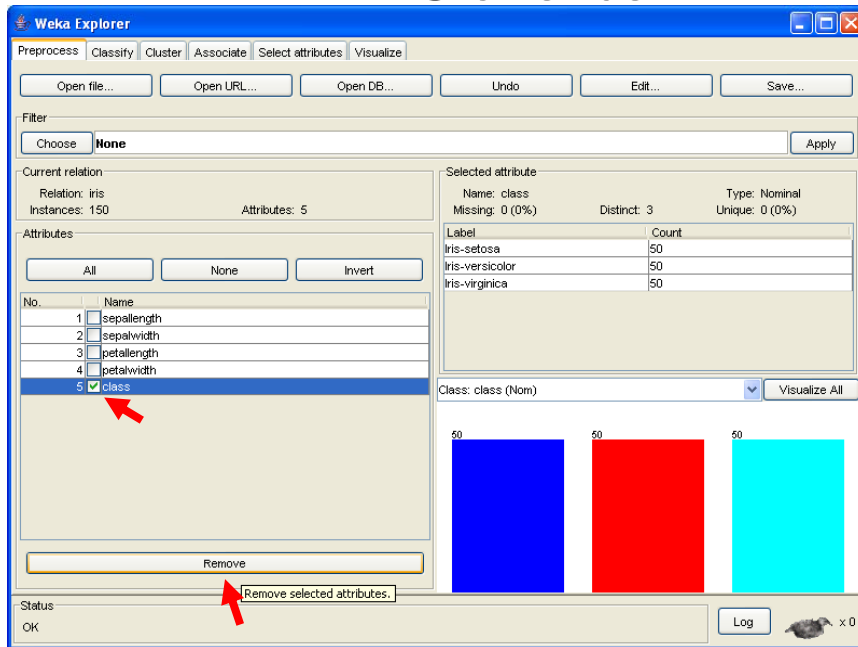 Weka Explorer
Preprocess Classify Cluster Associate Select attributes Visualize
Open file... Open URL... Open DB... Undo Edit... Save...
Filter
Choose None Apply
Current relation
Relation: iris
Instances: 150 Attributes: 5
Selected attribute
Name: class Type: Nominal
Missing: 0 (0%) Distinct: 3 Unique: 0 (0%)
Attributes
All None Invert
No. Name
1 sepallength
2 sepalwidth
3 petallength
4 petalwidth
5 class
Remove
Remove selected attributes.
Label Count
Iris-setosa 50
Iris-versicolor 50
Iris-virginica 50
Class: class (Nom) Visualize All
50 50 50
Status
OK
Log x 0